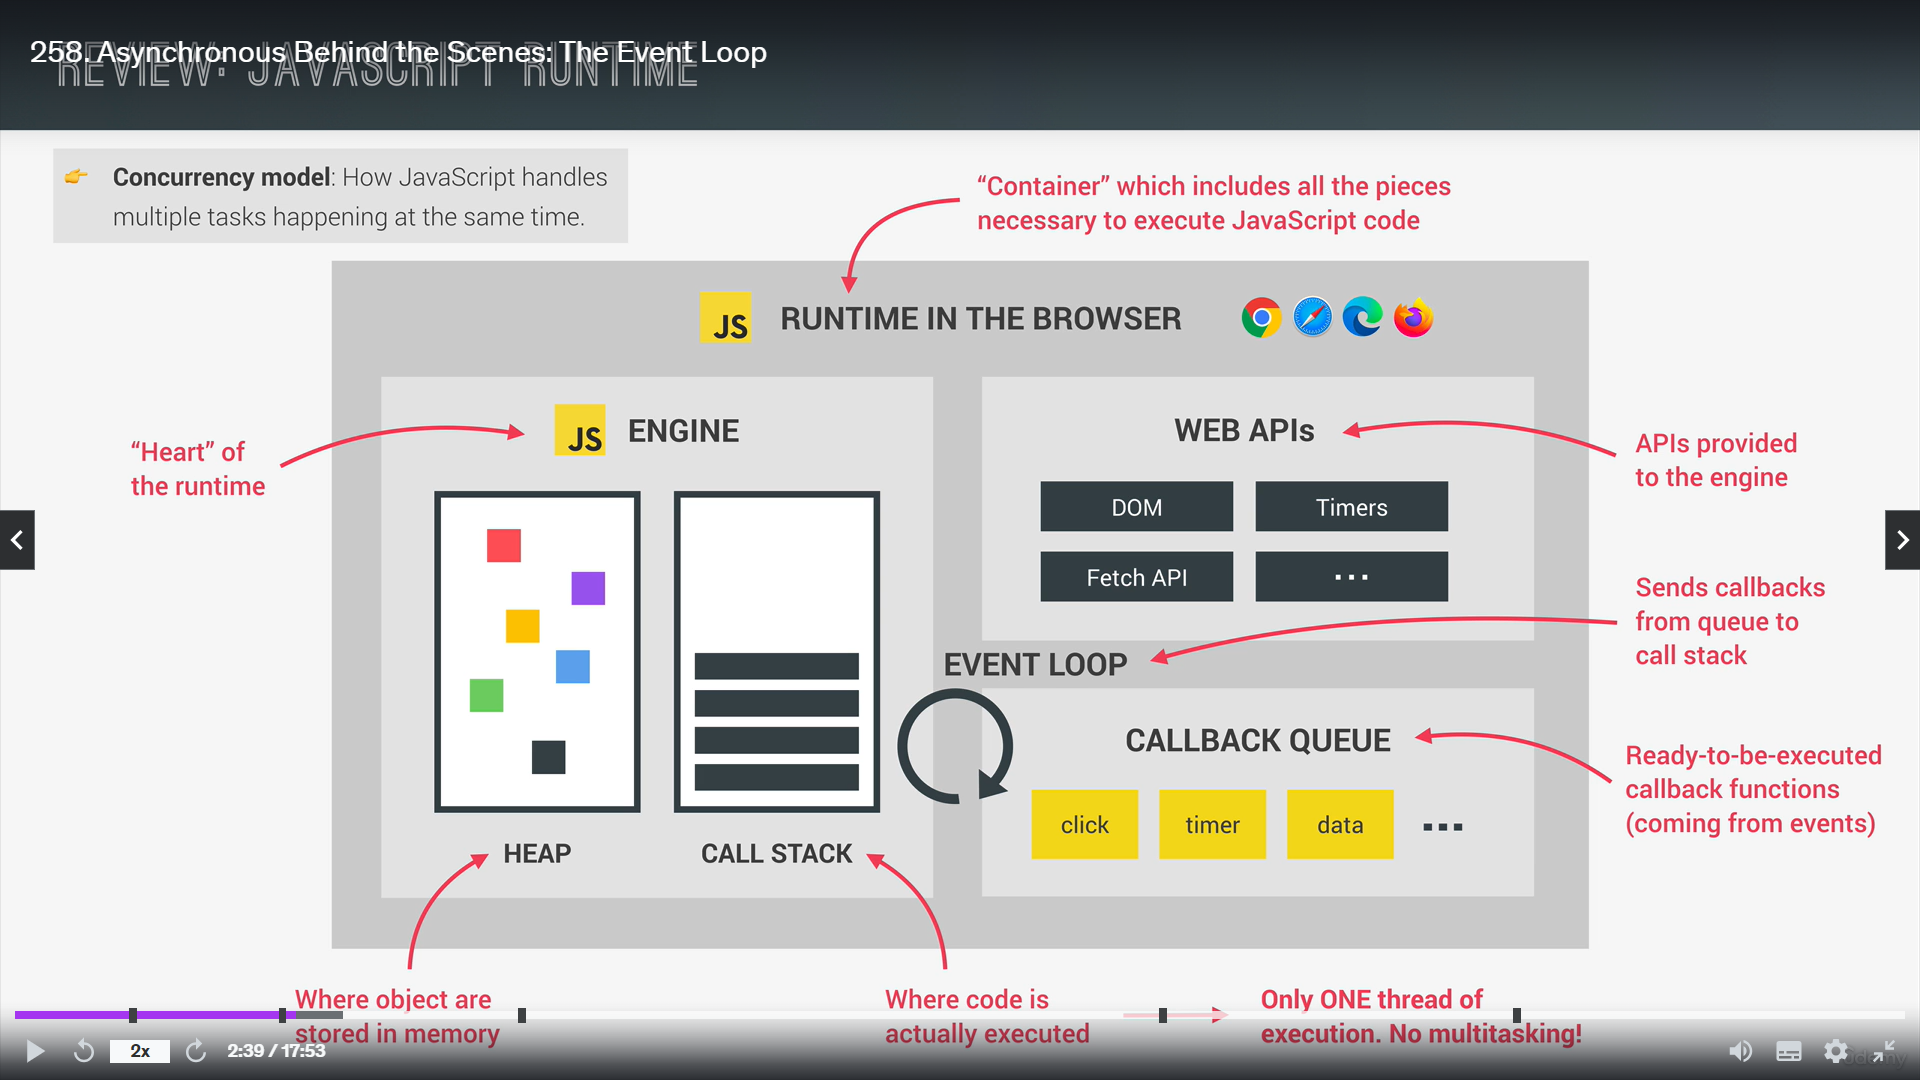 258. Asynchronous Behind the Scenes: The Event Loop
REVIEW: JAVASCRIPT RUNTIME
Concurrency model: How JavaScript handles
multiple tasks happening at the same time.
“Container” which includes all the pieces
necessary to execute JavaScript code
JS
RUNTIME IN THE BROWSER
“Heart” of
the runtime
JS
ENGINE
HEAP
CALL STACK
WEB APIs
DOM
Timers
Fetch API
...
APIs provided
to the engine
EVENT LOOP
Sends callbacks
from queue to
call stack
CALLBACK QUEUE
click
timer
data
...
Ready-to-be-executed
callback functions
(coming from events)
Where object are
stored in memory
Where code is
actually executed
Only ONE thread of
execution. No multitasking!
2x
2:39 / 17:53
Udemy